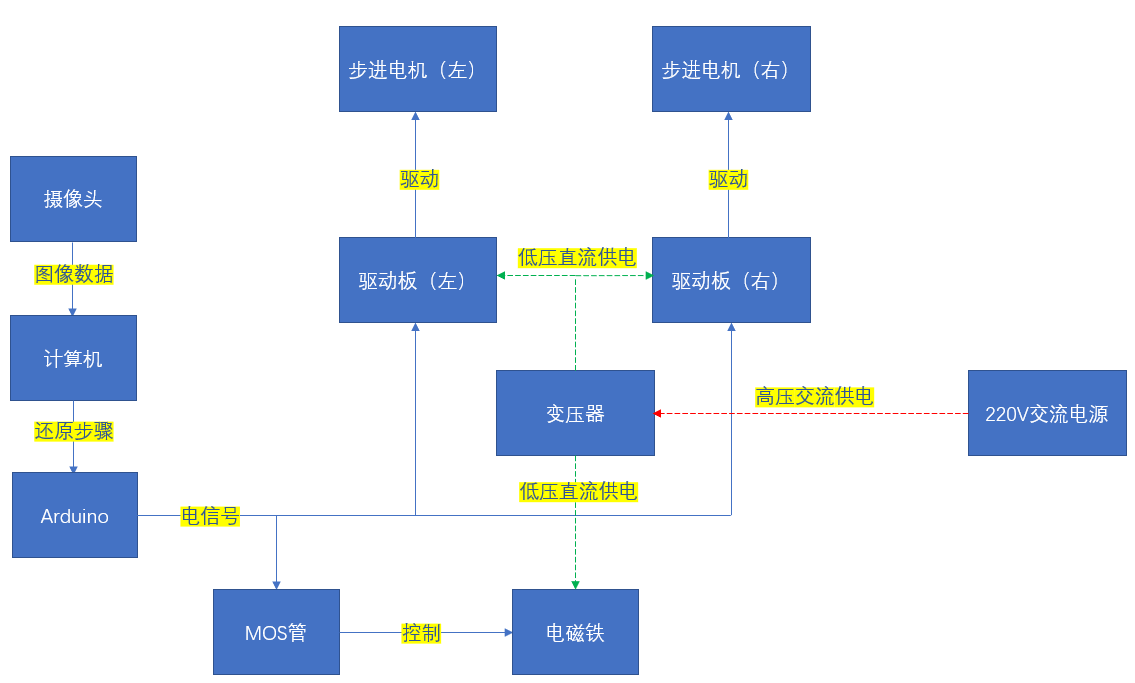 步进电机（左）
步进电机（右）
摄像头
驱动
驱动
图像数据
低压直流供电
驱动板（左）
驱动板（右）
计算机
高压交流供电
变压器
220V交流电源
还原步骤
低压直流供电
Arduino
电信号
MOS管
控制
电磁铁